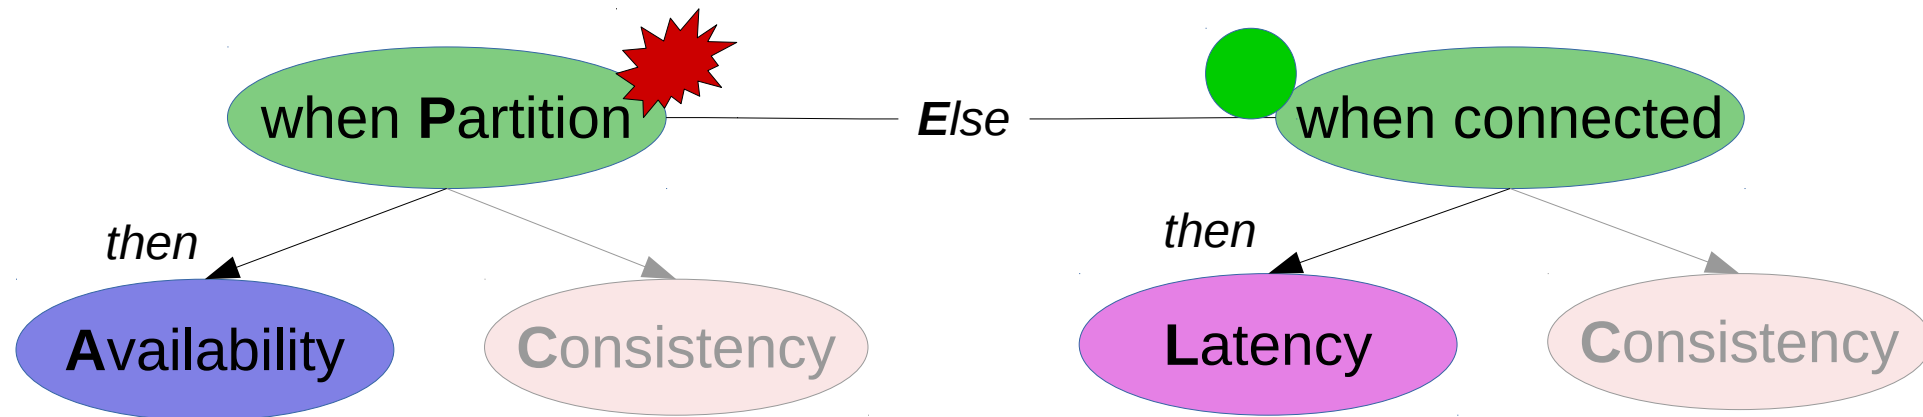 when Partition
Else
when connected
then
then
Availability
Consistency
Latency
Consistency